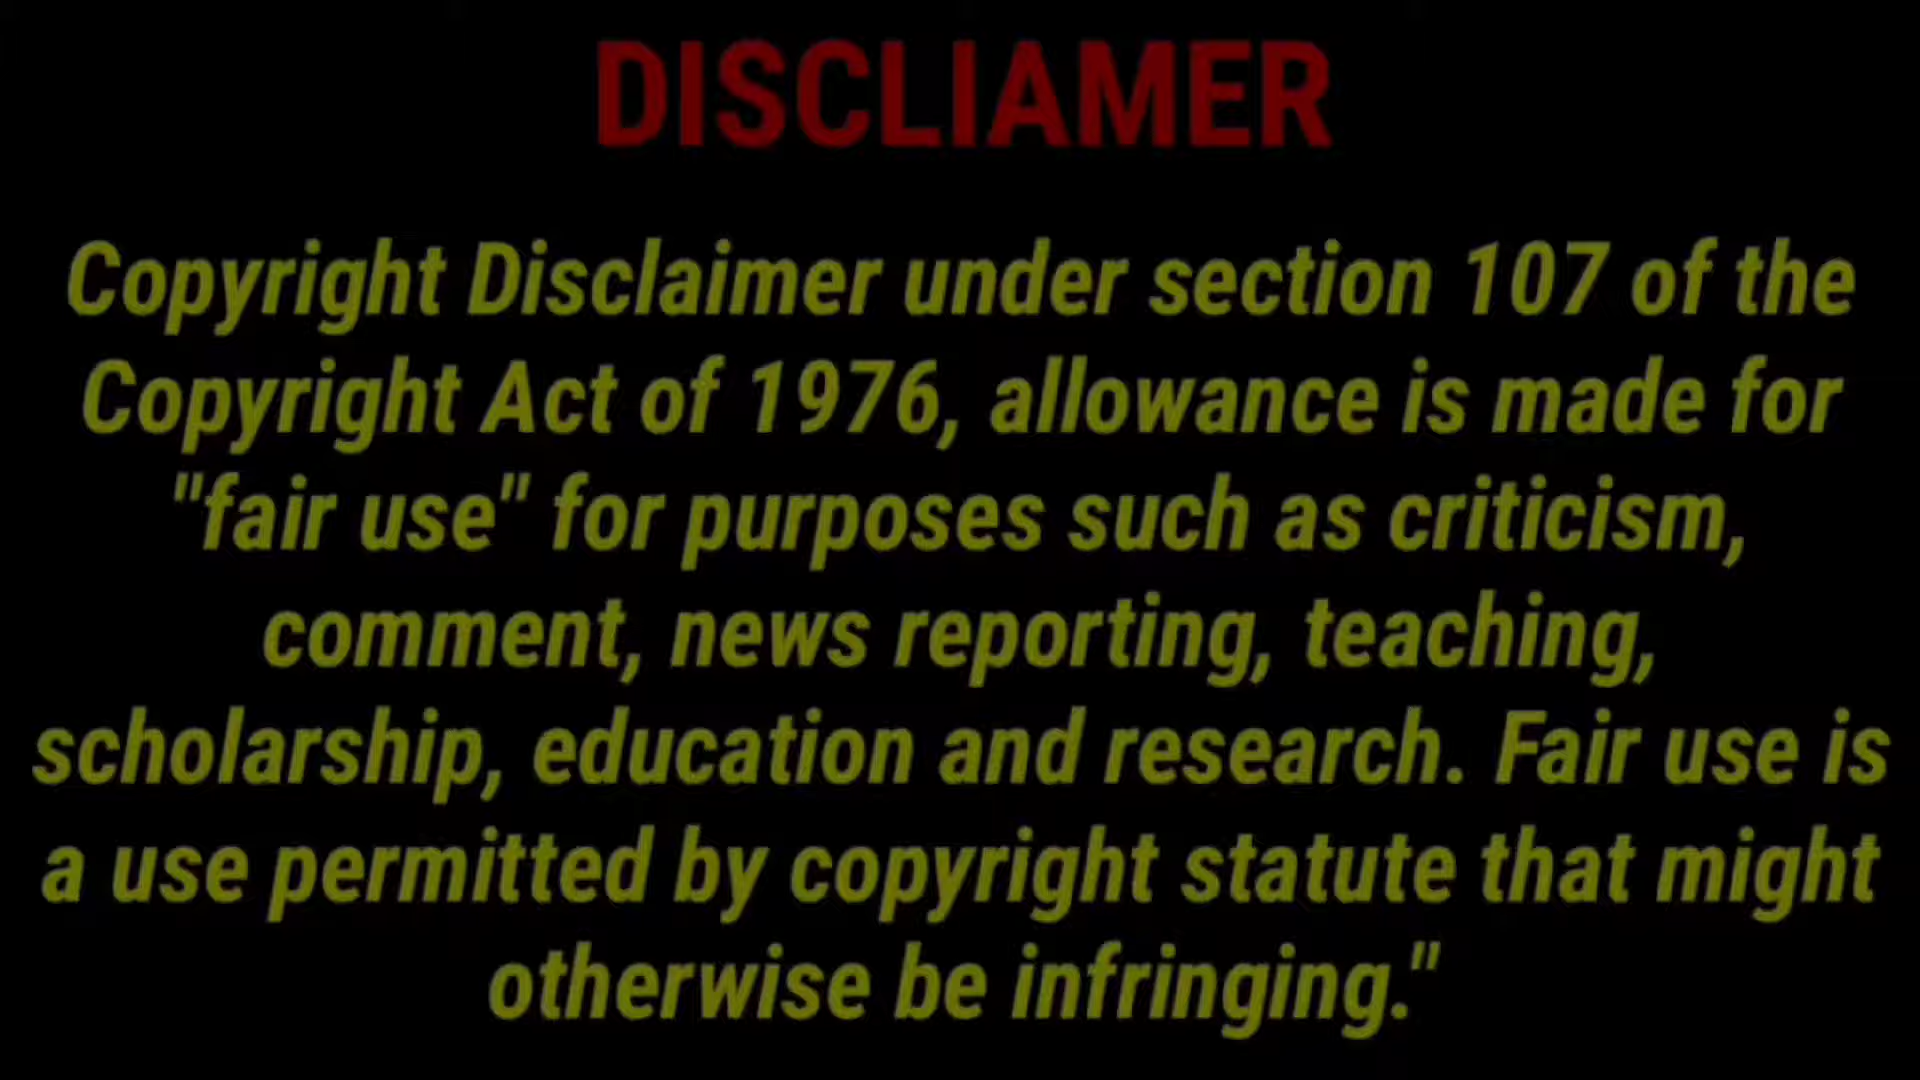 DISCLIAMER
Copyright Disclaimer under section 107 of the
Copyright Act of 1976, allowance is made for
"fair use" for purposes such as criticism,
comment, news reporting, teaching,
scholarship, education and research. Fair use is
a use permitted by copyright statute that might
otherwise be infringing."